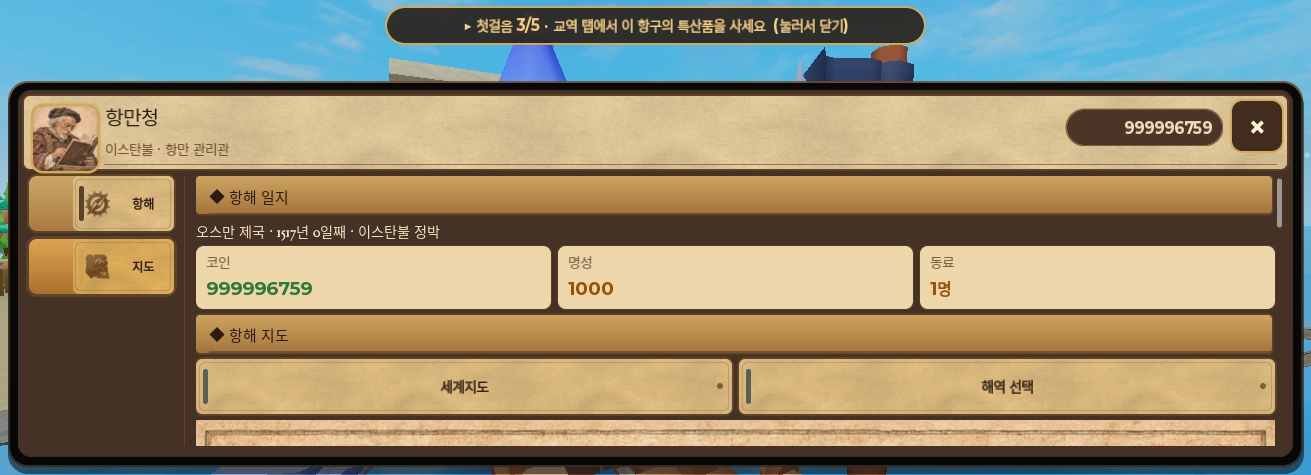 ▸ 첫걸음 3/5 · 교역 탭에서 이 항구의 특산품을 사세요 (눌러서 닫기)
항만청
이스탄불 · 항만 관리관
999996759
×
항해
지도
◆ 항해 일지
오스만 제국 · 1517년 0일째 · 이스탄불 정박
코인
999996759
명성
1000
동료
1명
◆ 항해 지도
세계지도
해역 선택